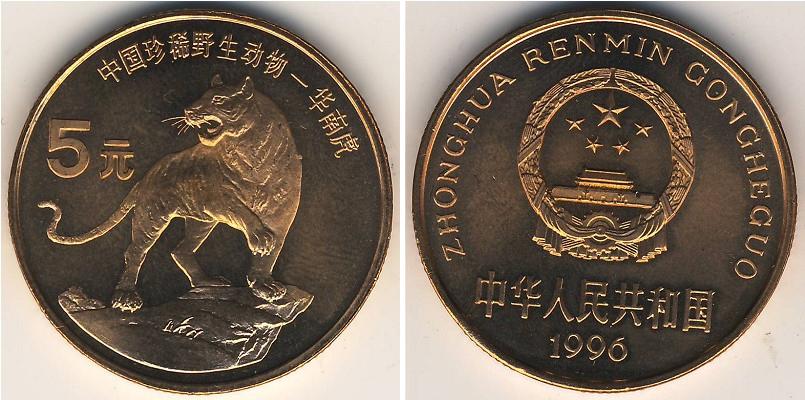 中国珍稀野生动物—华南虎
5元
ZHONGHUA RENMIN GONGHEGUO
中华人民共和国
1996